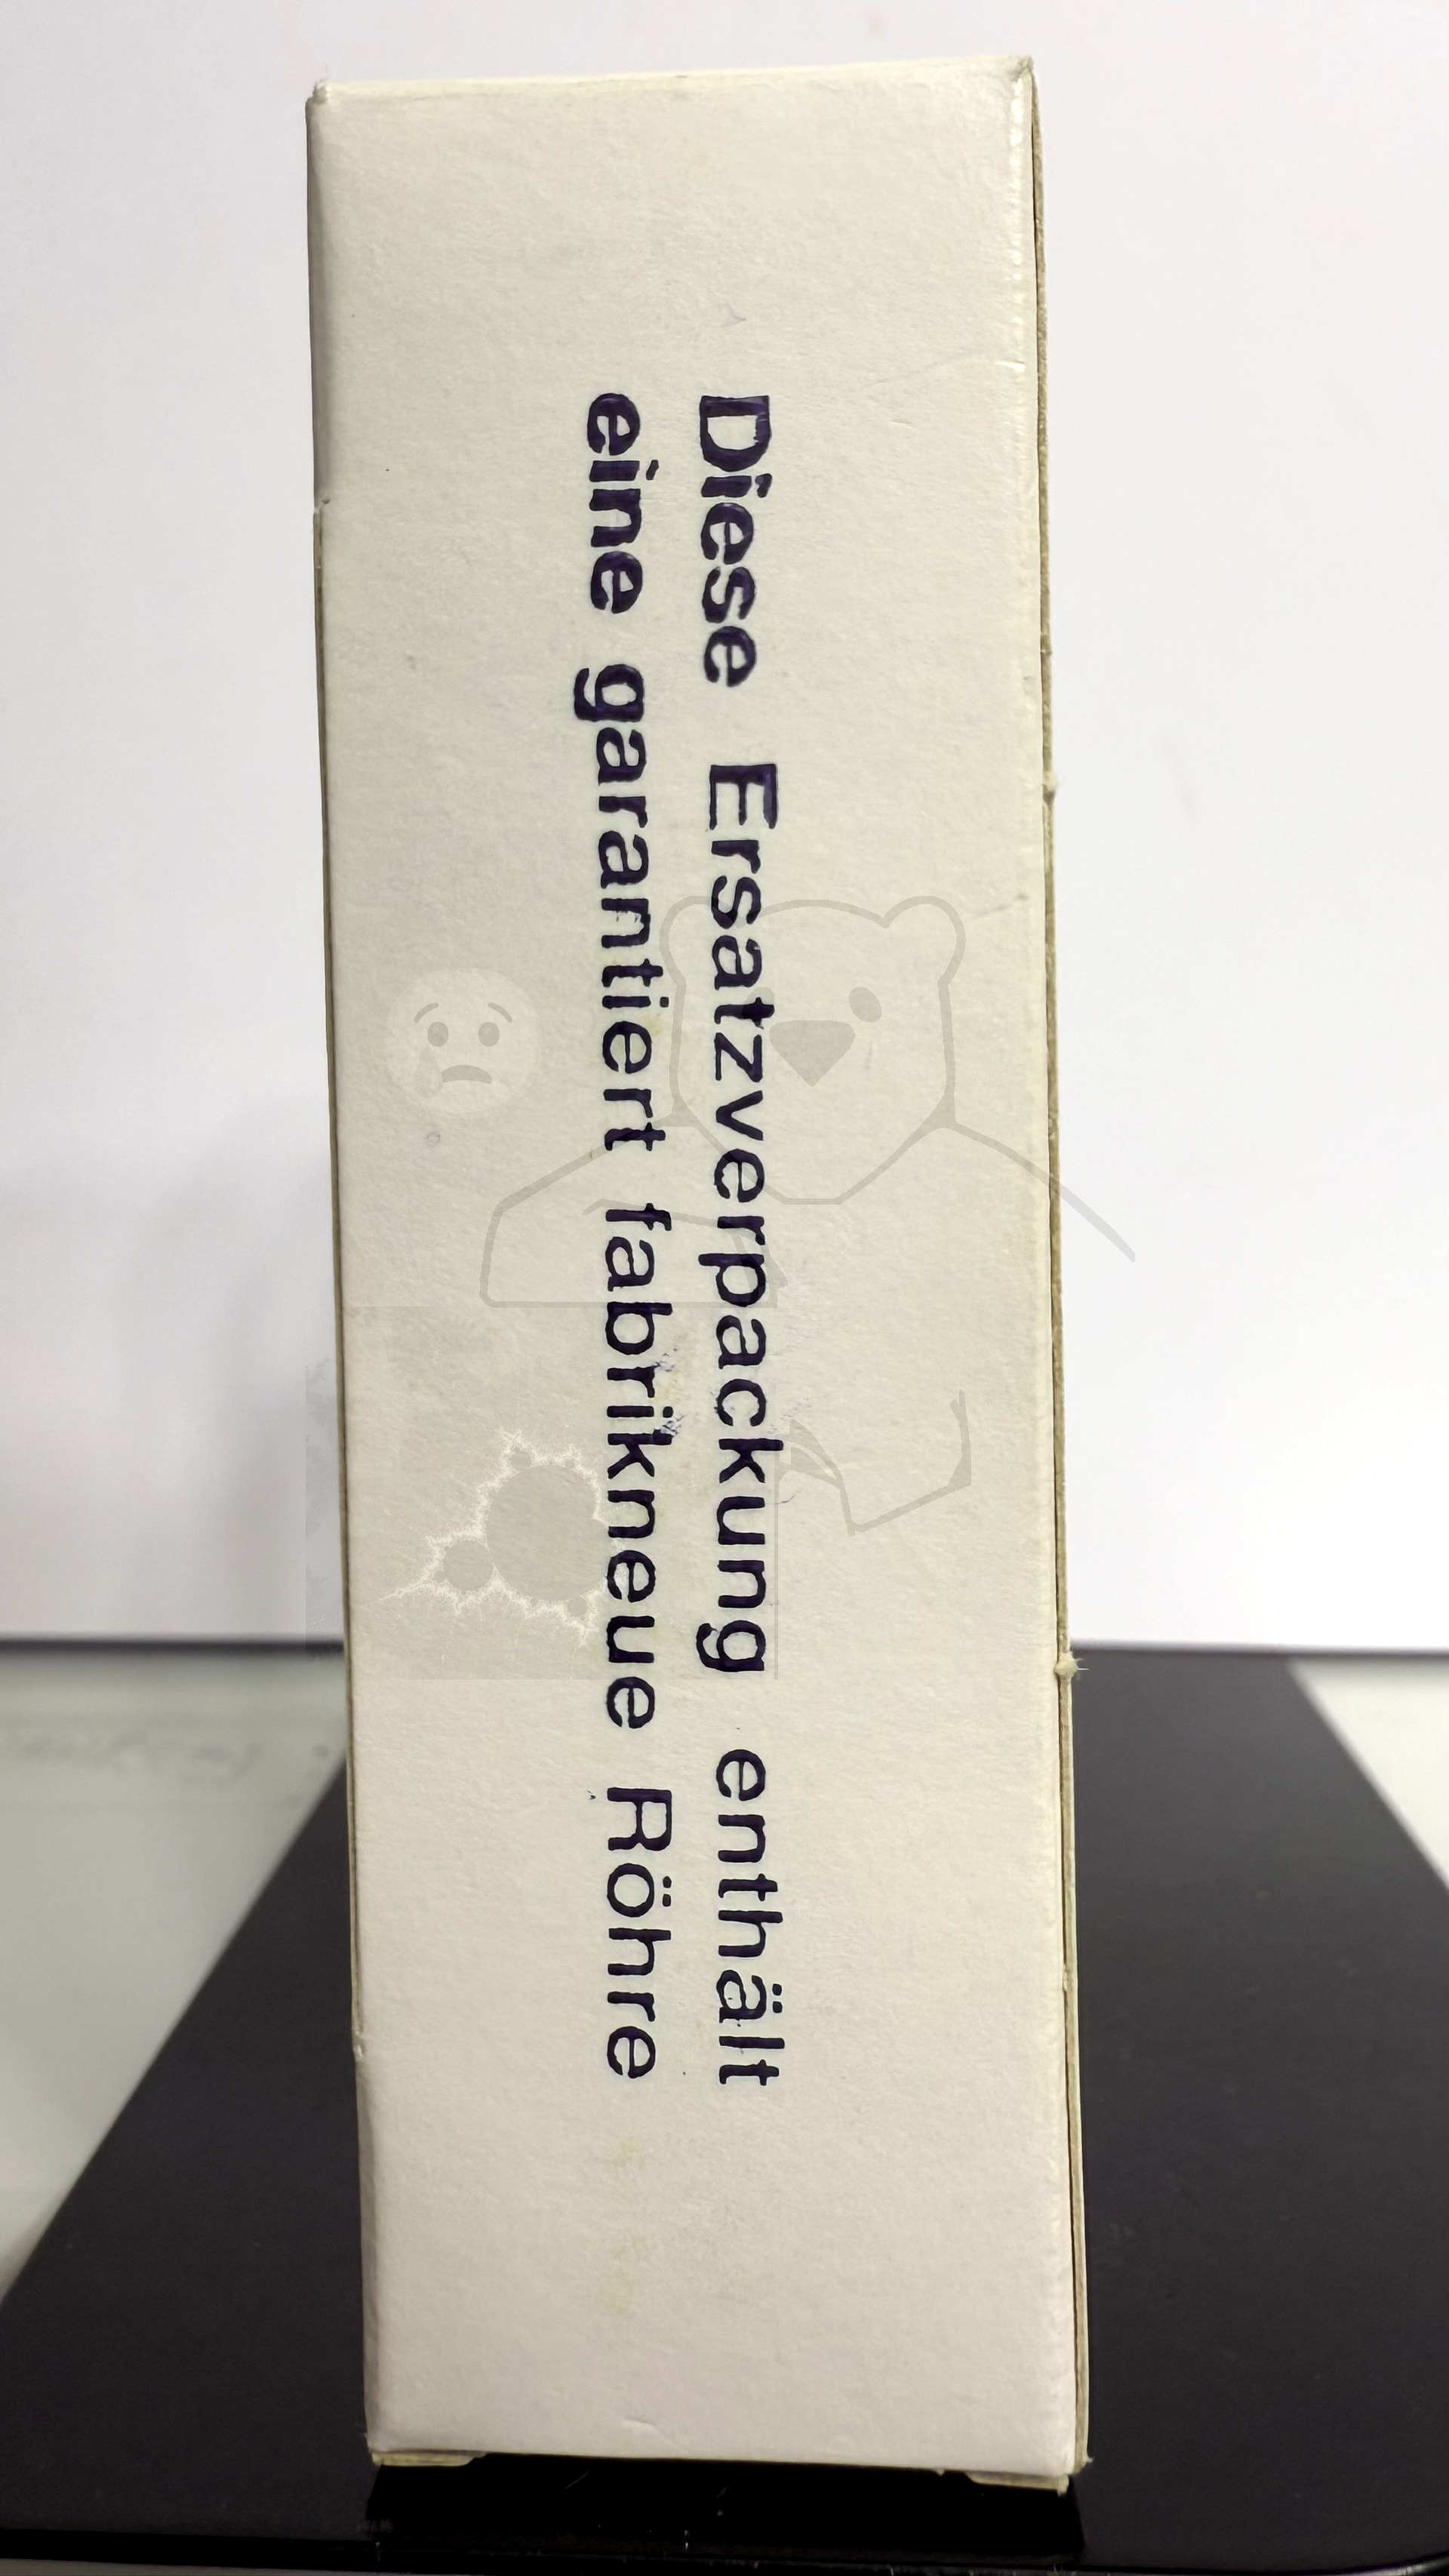 Diese Ersatzverpackung enthält
eine garantiert fabrikneue Röhre